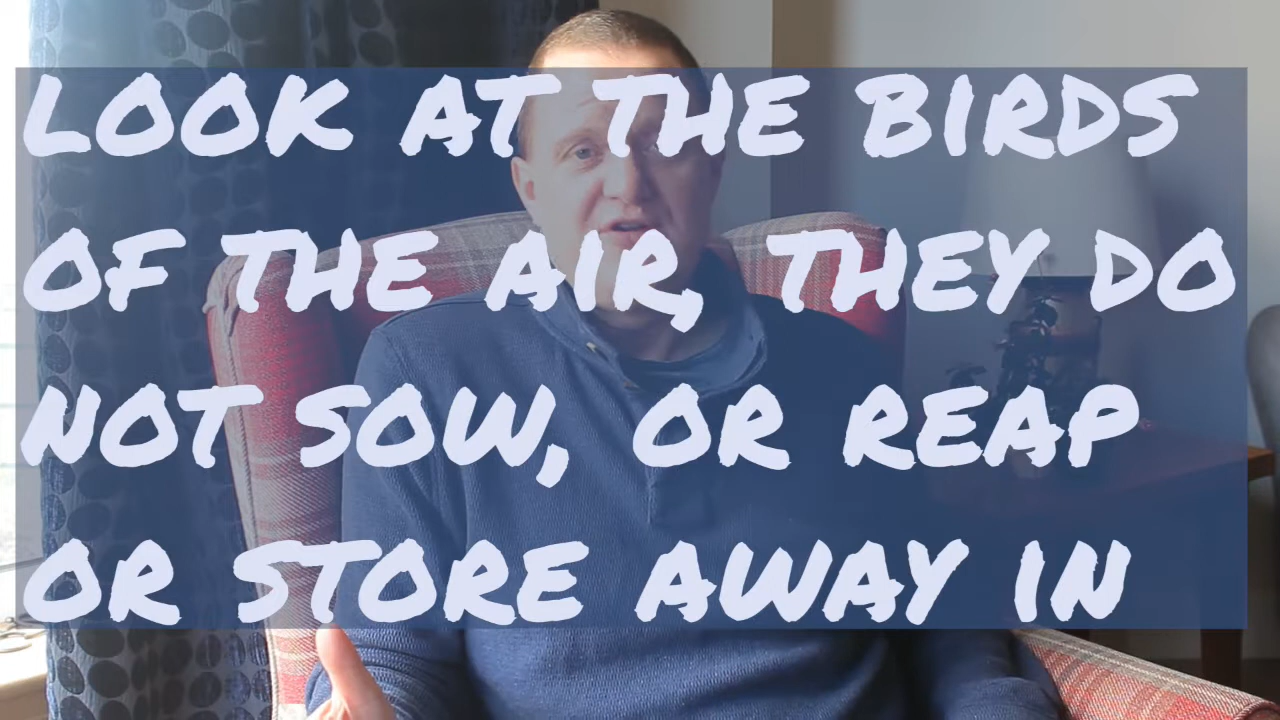 LOOK AT THE BIRDS
OF THE AIR, THEY DO
NOT SOW, OR REAP
OR STORE AWAY IN